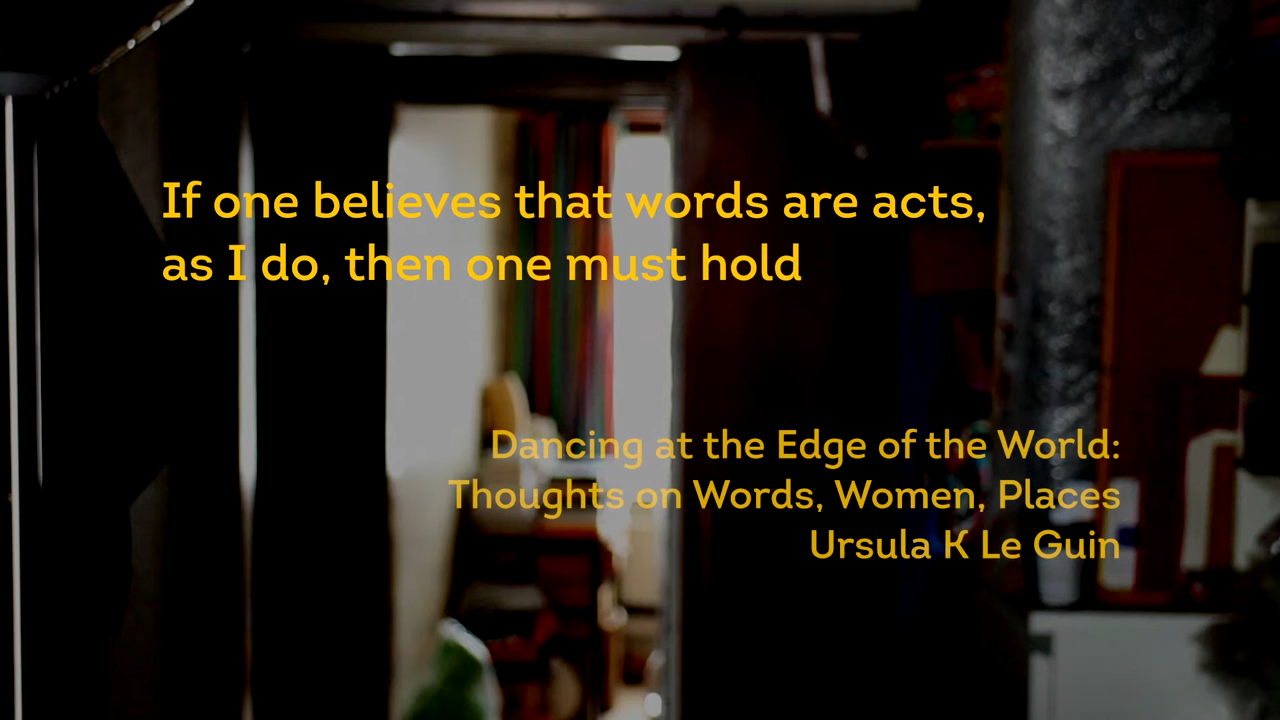 If one believes that words are acts,
as I do, then one must hold
Dancing at the Edge of the World:
Thoughts on Words, Women, Places
Ursula K Le Guin